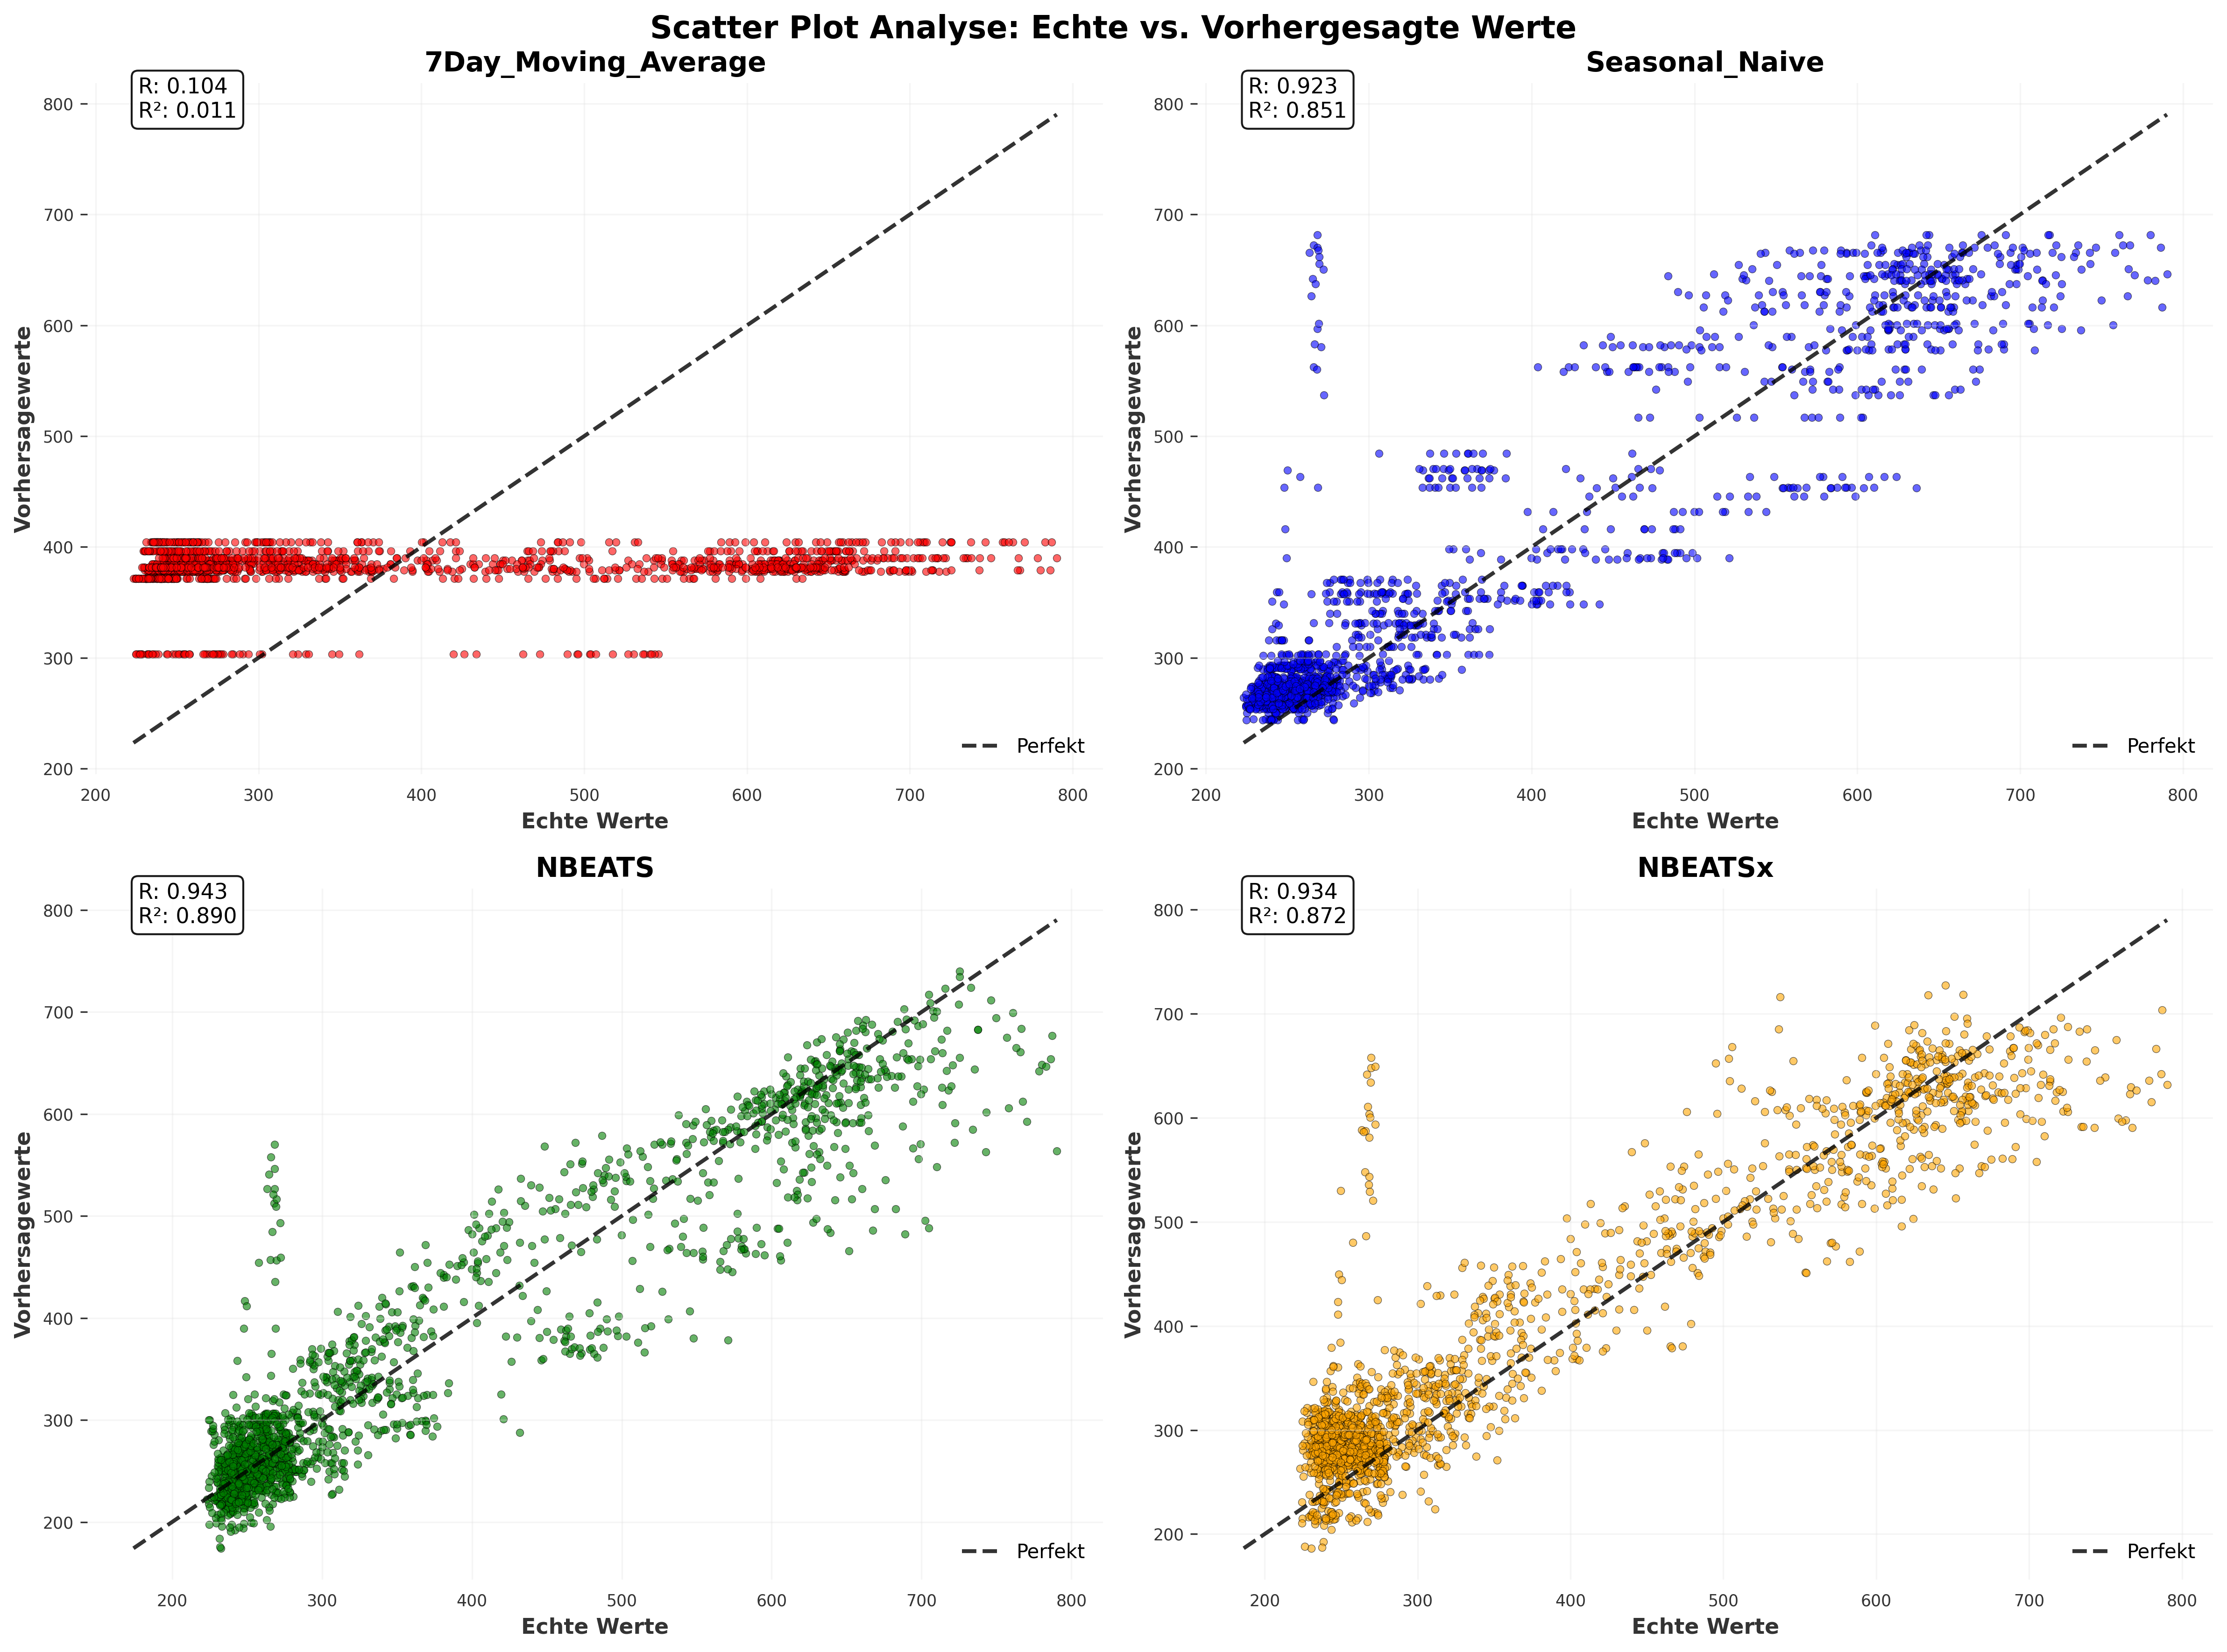 Scatter Plot Analyse: Echte vs. Vorhergesagte Werte
7Day_Moving_Average
R: 0.104
R²: 0.011
800
700
600
500
400
300
200
Vorhersagewerte
Perfekt
200 300 400 500 600 700 800
Echte Werte
Seasonal_Naive
R: 0.923
R²: 0.851
800
700
600
500
400
300
200
Vorhersagewerte
Perfekt
200 300 400 500 600 700 800
Echte Werte
NBEATS
R: 0.943
R²: 0.890
800
700
600
500
400
300
200
Vorhersagewerte
Perfekt
200 300 400 500 600 700 800
Echte Werte
NBEATSx
R: 0.934
R²: 0.872
800
700
600
500
400
300
200
Vorhersagewerte
Perfekt
200 300 400 500 600 700 800
Echte Werte